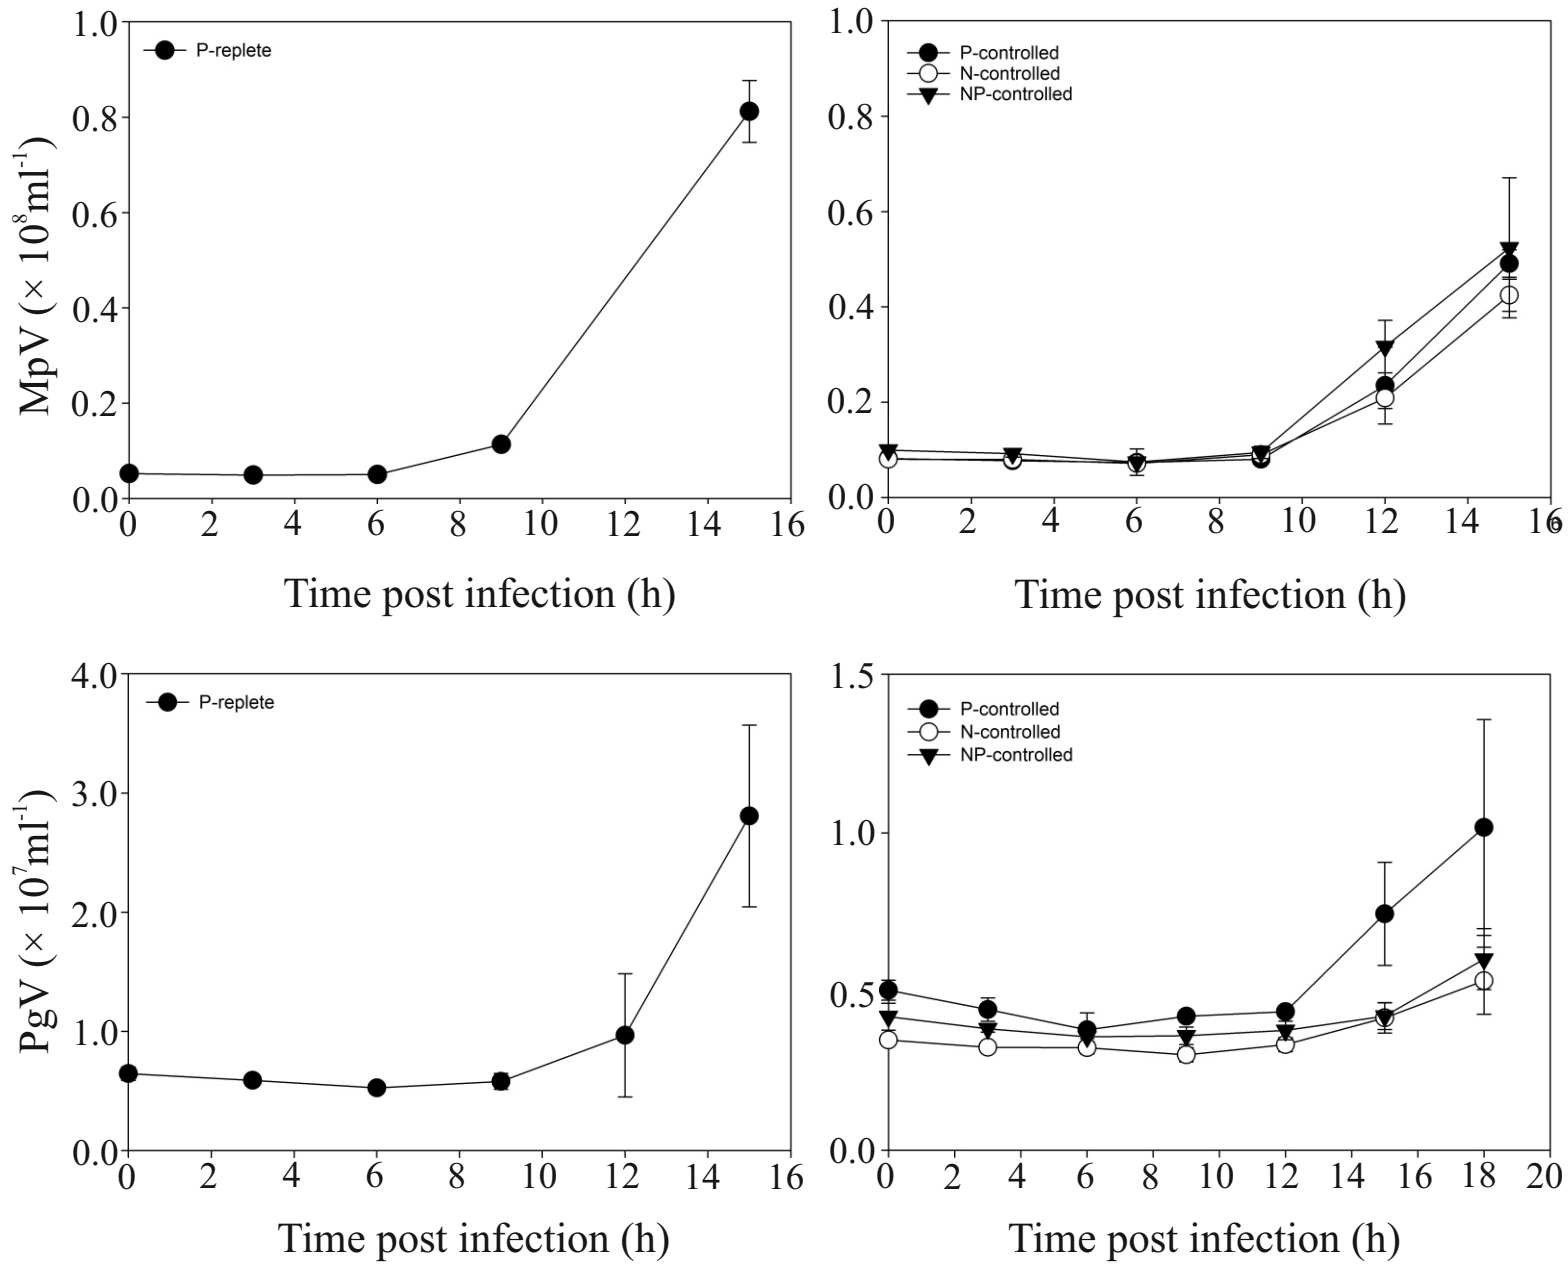 1.0
0.8
0.6
0.4
0.2
0.0
MpV (× 10⁸ml⁻¹)
P-replete
0 2 4 6 8 10 12 14 16
Time post infection (h)
1.0
0.8
0.6
0.4
0.2
0.0
P-controlled
N-controlled
NP-controlled
0 2 4 6 8 10 12 14 16
Time post infection (h)
4.0
3.0
2.0
1.0
0.0
PgV (× 10⁷ml⁻¹)
P-replete
0 2 4 6 8 10 12 14 16
Time post infection (h)
1.5
1.0
0.5
0.0
P-controlled
N-controlled
NP-controlled
0 2 4 6 8 10 12 14 16 18 20
Time post infection (h)